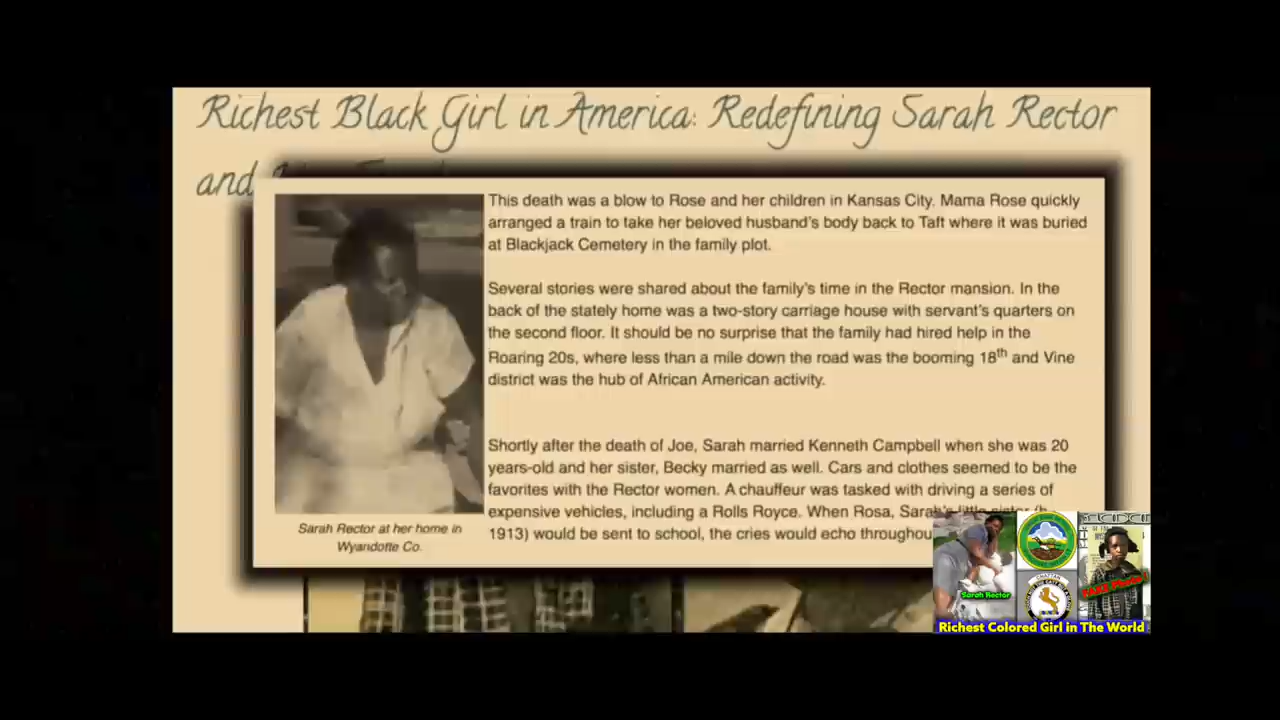 Richest Black Girl in America: Redefining Sarah Rector
and
This death was a blow to Rose and her children in Kansas City. Mama Rose quickly
arranged a train to take her beloved husband's body back to Taft where it was buried
at Blackjack Cemetery in the family plot.
Several stories were shared about the family's time in the Rector mansion. In the
back of the stately home was a two-story carriage house with servant's quarters on
the second floor. It should be no surprise that the family had hired help in the
Roaring 20s, where less than a mile down the road was the booming 18th and Vine
district was the hub of African American activity.
Shortly after the death of Joe, Sarah married Kenneth Campbell when she was 20
years-old and her sister, Becky married as well. Cars and clothes seemed to be the
favorites with the Rector women. A chauffeur was tasked with driving a series of
expensive vehicles, including a Rolls Royce. When Rosa, Sarah's little sister (b.
1913) would be sent to school, the cries would echo throughou
Sarah Rector at her home in
Wyandotte Co.
Sarah Rector
FAKE Photo!
Richest Colored Girl in The World